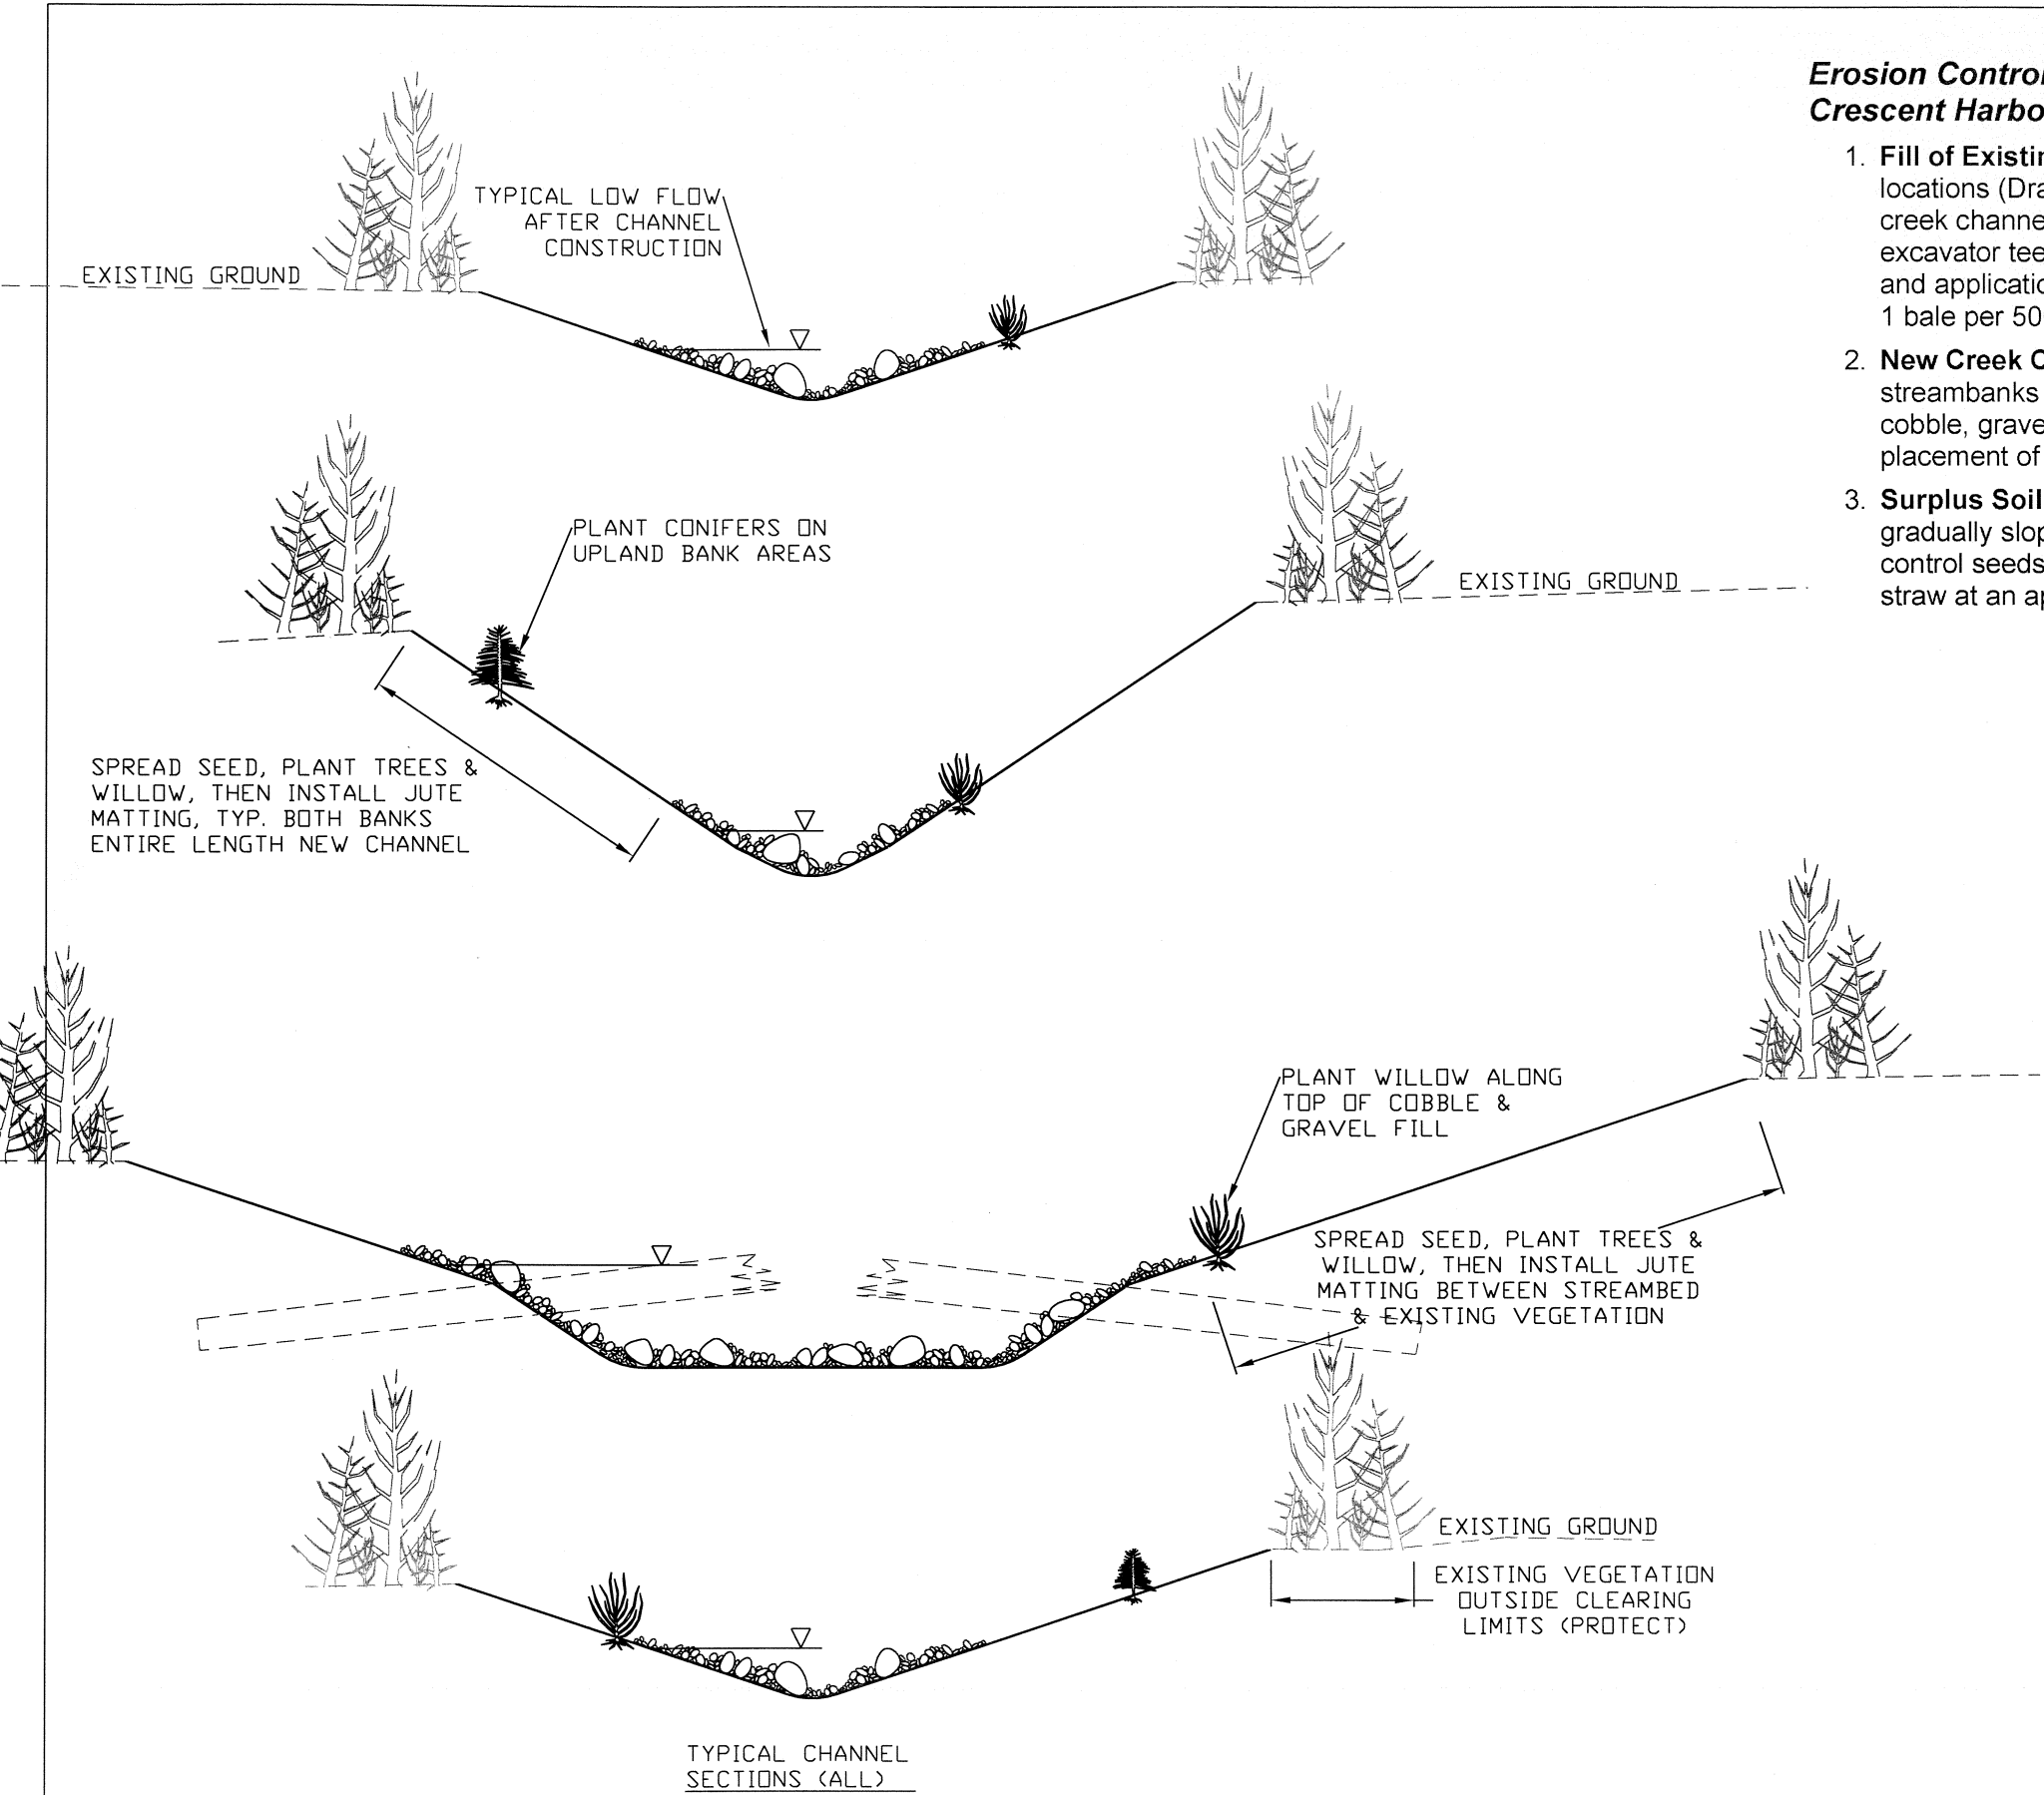 TYPICAL LOW FLOW
AFTER CHANNEL
CONSTRUCTION
EXISTING GROUND
PLANT CONIFERS ON
UPLAND BANK AREAS
EXISTING GROUND
SPREAD SEED, PLANT TREES &
WILLOW, THEN INSTALL JUTE
MATTING, TYP. BOTH BANKS
ENTIRE LENGTH NEW CHANNEL
PLANT WILLOW ALONG
TOP OF COBBLE &
GRAVEL FILL
SPREAD SEED, PLANT TREES &
WILLOW, THEN INSTALL JUTE
MATTING BETWEEN STREAMBED
& EXISTING VEGETATION
EXISTING GROUND
EXISTING VEGETATION
OUTSIDE CLEARING
LIMITS (PROTECT)
TYPICAL CHANNEL
SECTIONS (ALL)
Erosion Control
Crescent Harbo
1. Fill of Existin
locations (Dra
creek channe
excavator tee
and applicatio
1 bale per 50
2. New Creek C
streambanks
cobble, grave
placement of
3. Surplus Soil
gradually slop
control seeds
straw at an ap